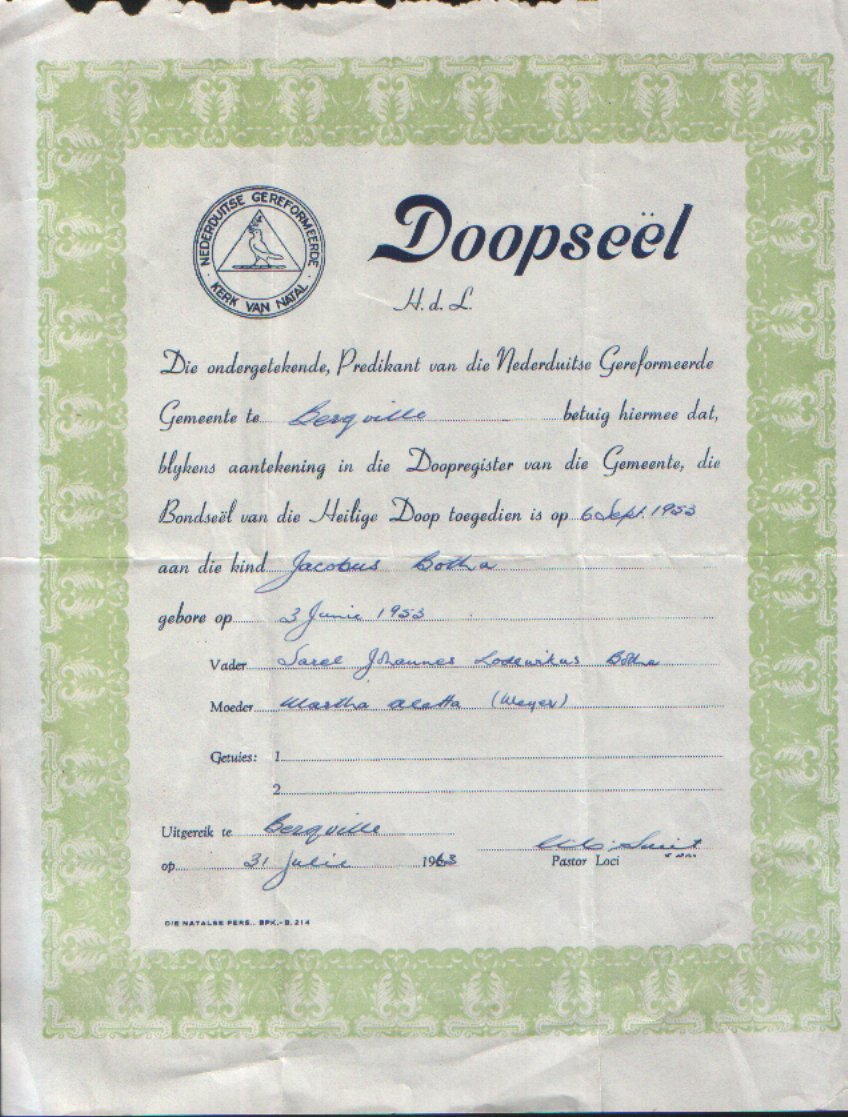 NEDERDUITSE GEREFORMEERDE
KERK VAN NATAL
Doopseël
H. d. L.
Die ondergetekende, Predikant van die Nederduitse Gereformeerde
Gemeente te Bergville betuig hiermee dat,
blykens aantekening in die Doopregister van die Gemeente, die
Bondseël van die Heilige Doop toegedien is op 6 Sept. 1953
aan die kind Jacobus Botha
gebore op 3 Junie 1953
Vader Sarel Johannes Lodewikus Botha
Moeder Martha Aletta (Meyer)
Getuies: 1
2
Uitgereik te Bergville
op 31 Julie 1963
Pastor Loci
DIE NATALSE PERS., BPK.-B.214